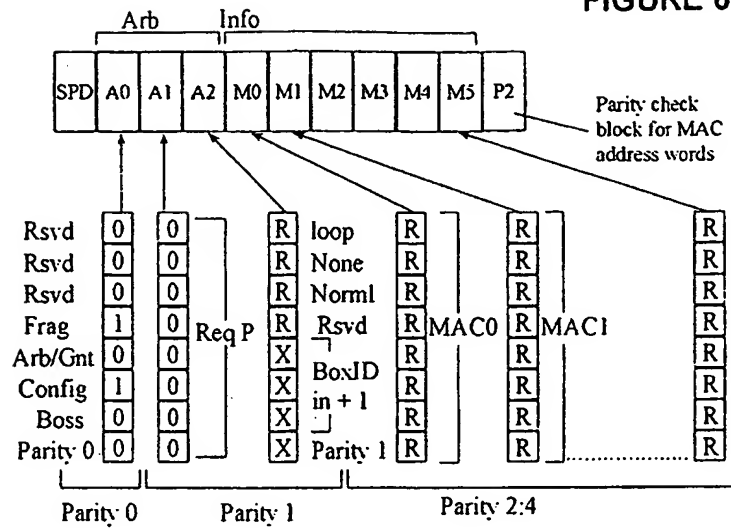 FIGURE 6
Arb Info
SPD A0 A1 A2 M0 M1 M2 M3 M4 M5 P2
Parity check
block for MAC
address words
Rsvd 0 0 R loop R R R
Rsvd 0 0 R None R R R
Rsvd 0 0 R Norml R R R
Frag 1 0 Req P R Rsvd R MAC0 R MAC1 R
Arb/Gnt 0 0 X BoxID R R R
Config 1 0 X in + 1 R R R
Boss 0 0 X R R R
Parity 0 0 0 X Parity 1 R R R
Parity 0 Parity 1 Parity 2:4